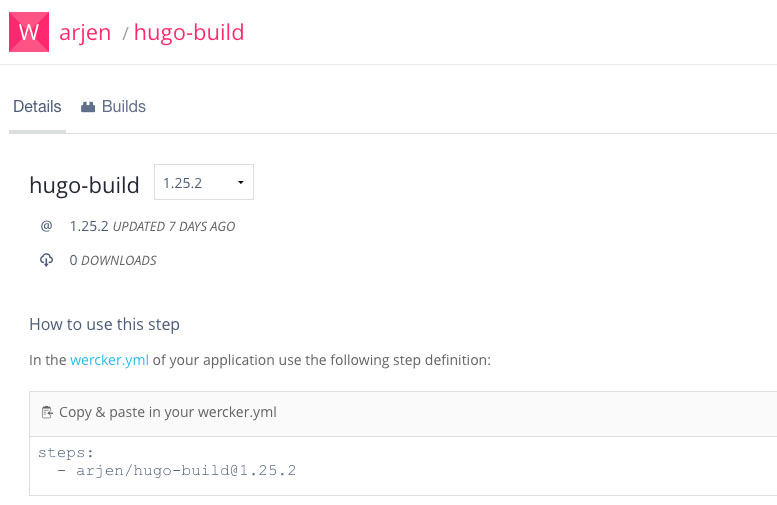 W arjen / hugo-build
Details Builds
hugo-build 1.25.2
@ 1.25.2 UPDATED 7 DAYS AGO
0 DOWNLOADS
How to use this step
In the wercker.yml of your application use the following step definition:
Copy & paste in your wercker.yml
steps:
- arjen/hugo-build@1.25.2